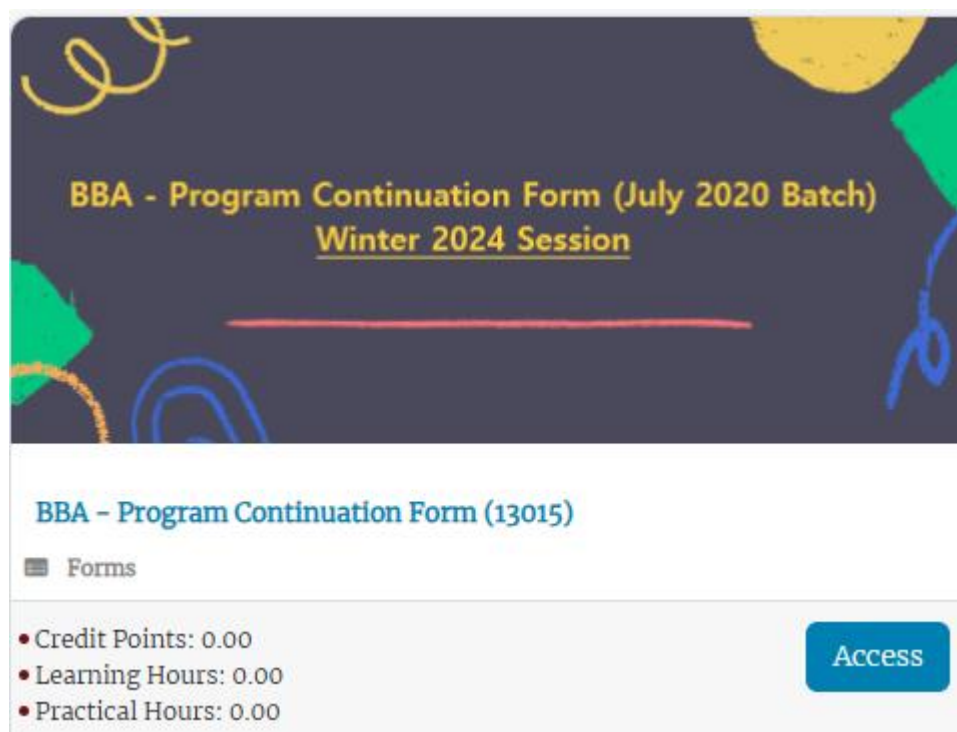 BBA - Program Continuation Form (July 2020 Batch)
Winter 2024 Session
BBA – Program Continuation Form (13015)
Forms
• Credit Points: 0.00
Access
• Learning Hours: 0.00
• Practical Hours: 0.00